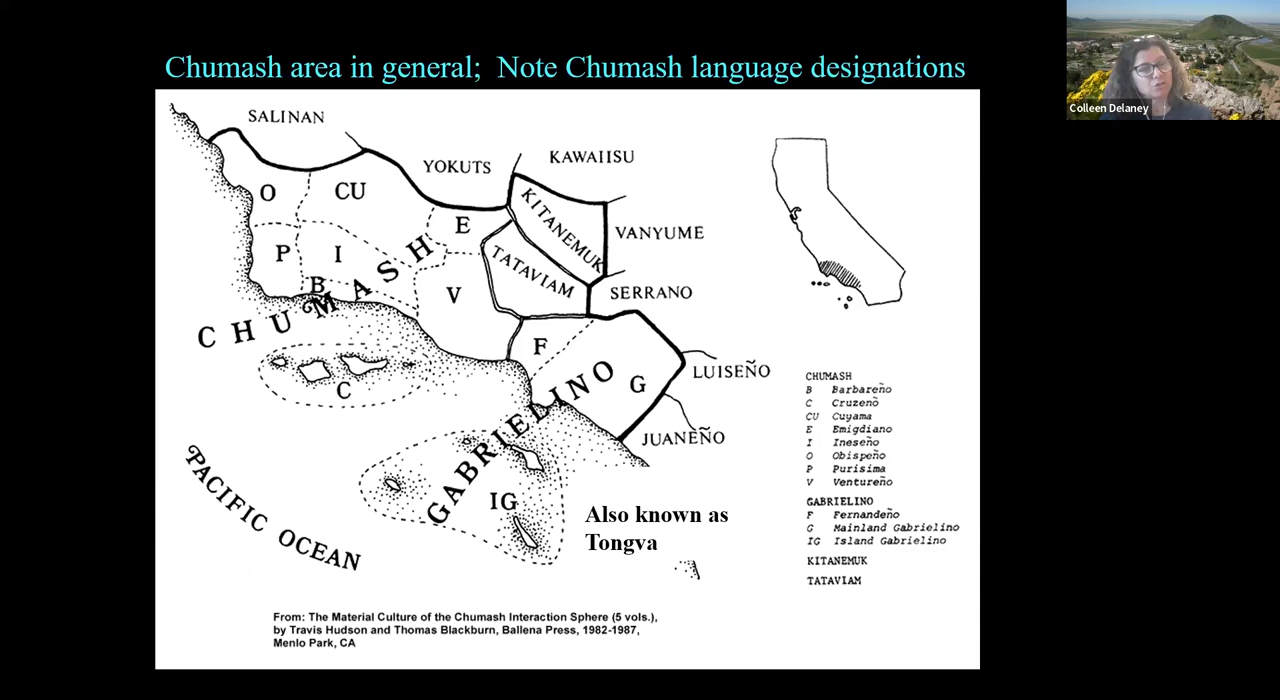 Chumash area in general;  Note Chumash language designations
Colleen Delaney
SALINAN
YOKUTS
KAWAIISU
O
CU
E
KITANEMUK
VANYUME
P
I
TATAVIAM
B
V
SERRANO
CHUMASH
F
C
G
LUISEÑO
GABRIELINO
JUANEÑO
IG
PACIFIC OCEAN
Also known as
Tongva
CHUMASH
B Barbareño
C Cruzeño
CU Cuyama
E Emigdiano
I Ineseño
O Obispeño
P Purisima
V Ventureño
GABRIELINO
F Fernandeño
G Mainland Gabrielino
IG Island Gabrielino
KITANEMUK
TATAVIAM
From: The Material Culture of the Chumash Interaction Sphere (5 vols.),
by Travis Hudson and Thomas Blackburn, Ballena Press, 1982-1987,
Menlo Park, CA